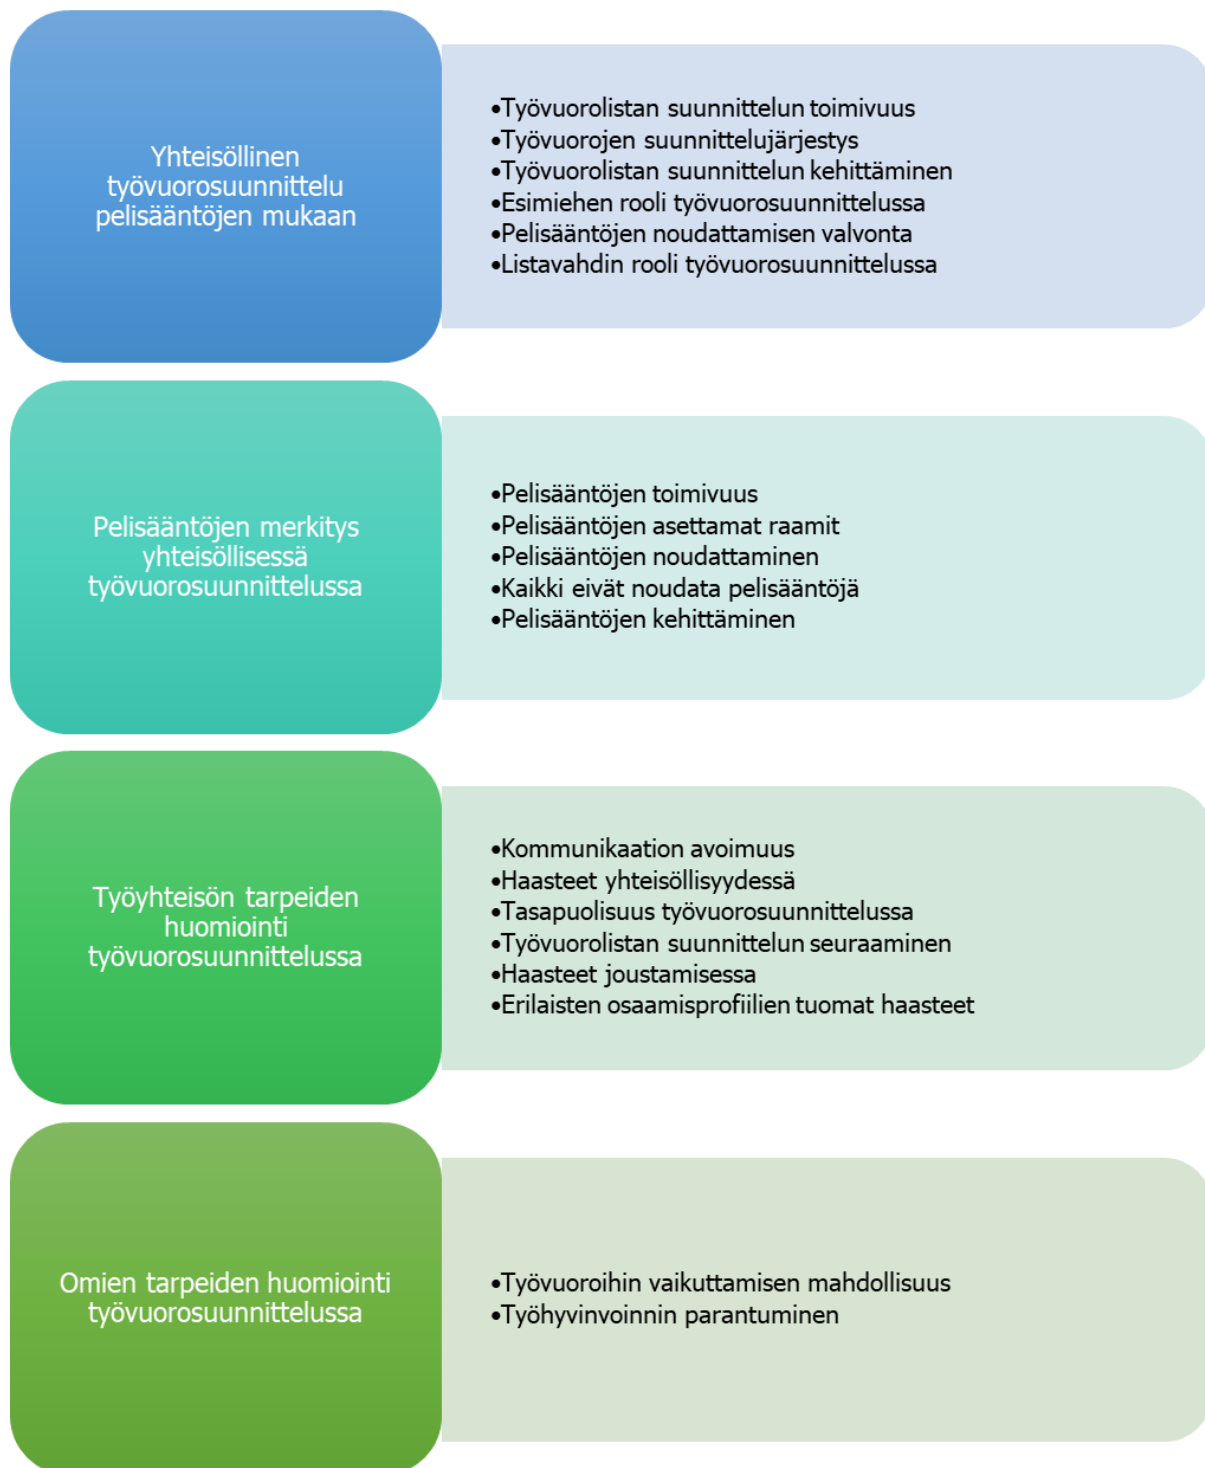 Yhteisöllinen
työvuorosuunnittelu
pelisääntöjen mukaan
•Työvuorolistan suunnittelun toimivuus
•Työvuorojen suunnittelujärjestys
•Työvuorolistan suunnittelun kehittäminen
•Esimiehen rooli työvuorosuunnittelussa
•Pelisääntöjen noudattamisen valvonta
•Listavahdin rooli työvuorosuunnittelussa
Pelisääntöjen merkitys
yhteisöllisessä
työvuorosuunnittelussa
•Pelisääntöjen toimivuus
•Pelisääntöjen asettamat raamit
•Pelisääntöjen noudattaminen
•Kaikki eivät noudata pelisääntöjä
•Pelisääntöjen kehittäminen
Työyhteisön tarpeiden
huomiointi
työvuorosuunnittelussa
•Kommunikaation avoimuus
•Haasteet yhteisöllisyydessä
•Tasapuolisuus työvuorosuunnittelussa
•Työvuorolistan suunnittelun seuraaminen
•Haasteet joustamisessa
•Erilaisten osaamisprofiilien tuomat haasteet
Omien tarpeiden huomiointi
työvuorosuunnittelussa
•Työvuoroihin vaikuttamisen mahdollisuus
•Työhyvinvoinnin parantuminen